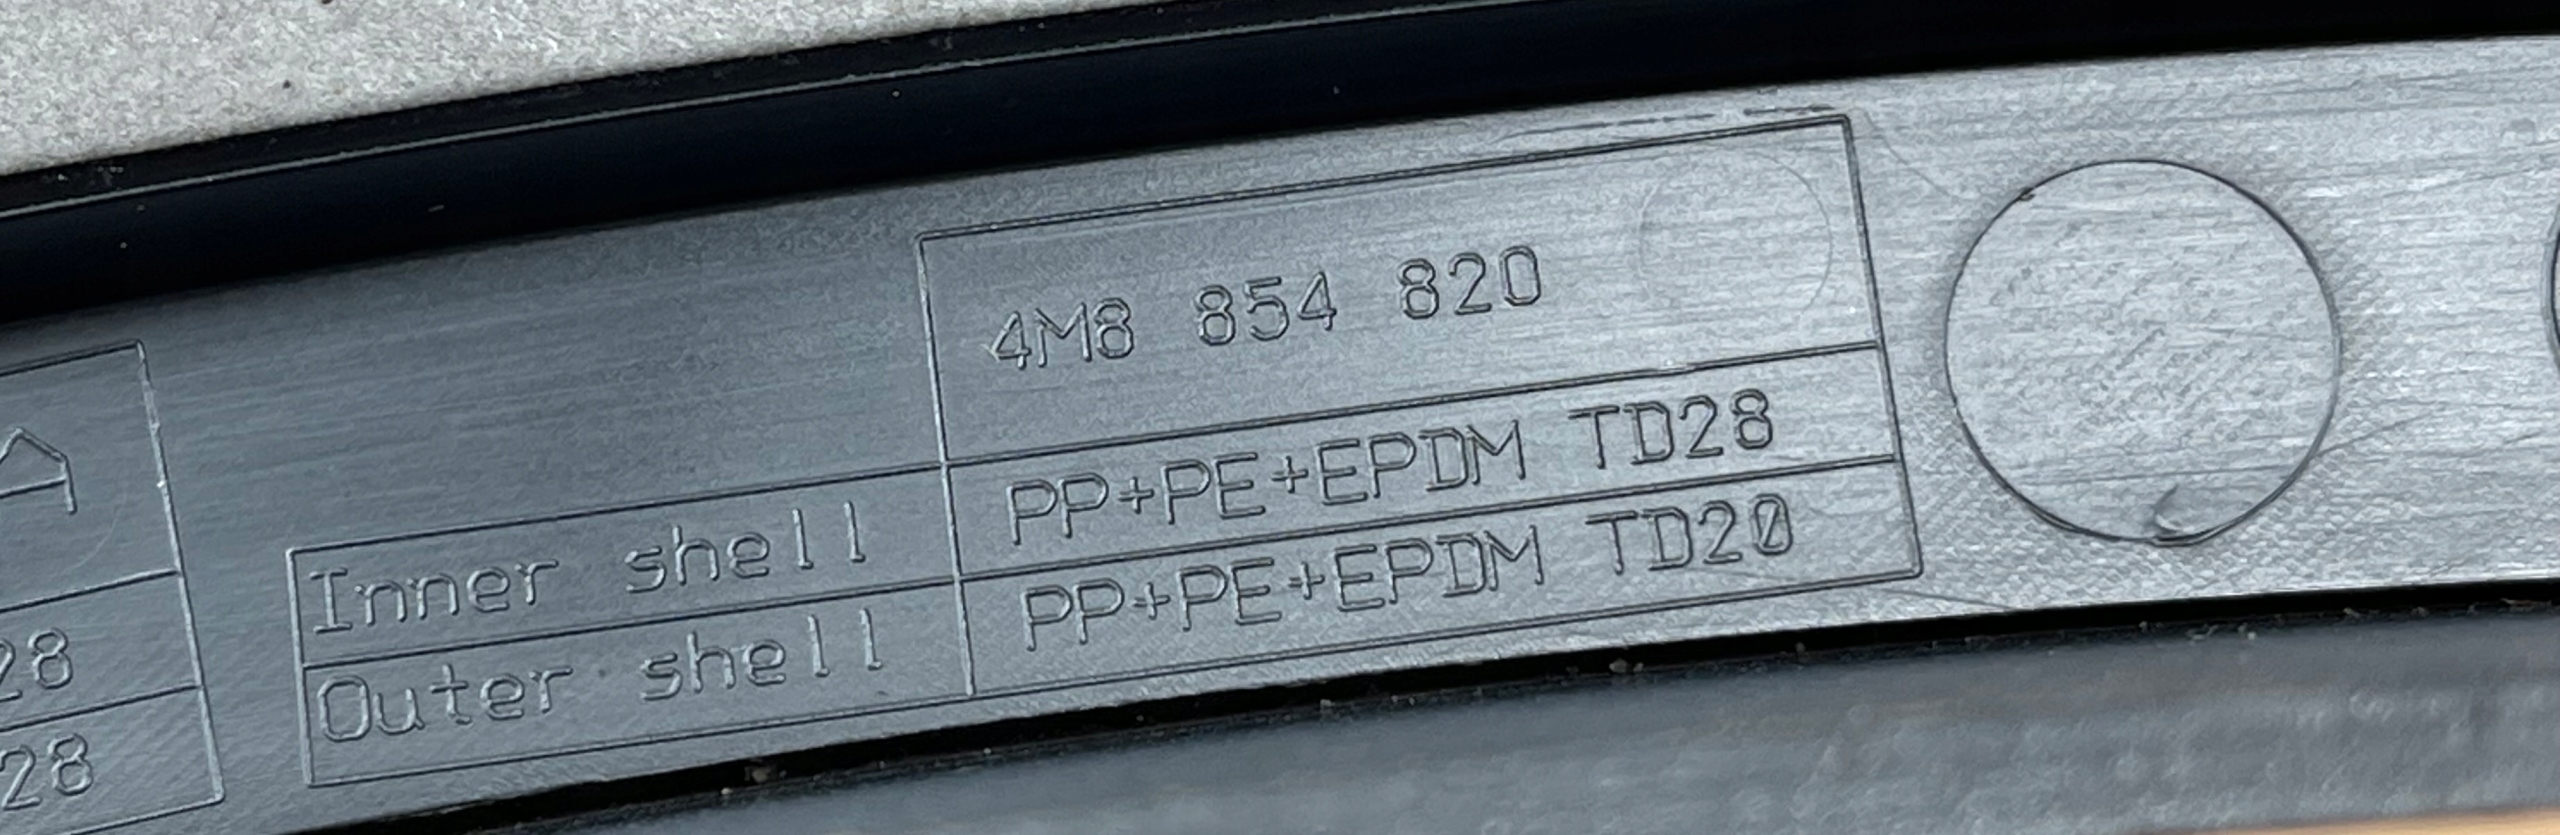 4M8 854 820
Inner shell PP+PE+EPDM TD28
Outer shell PP+PE+EPDM TD20
A
28
28